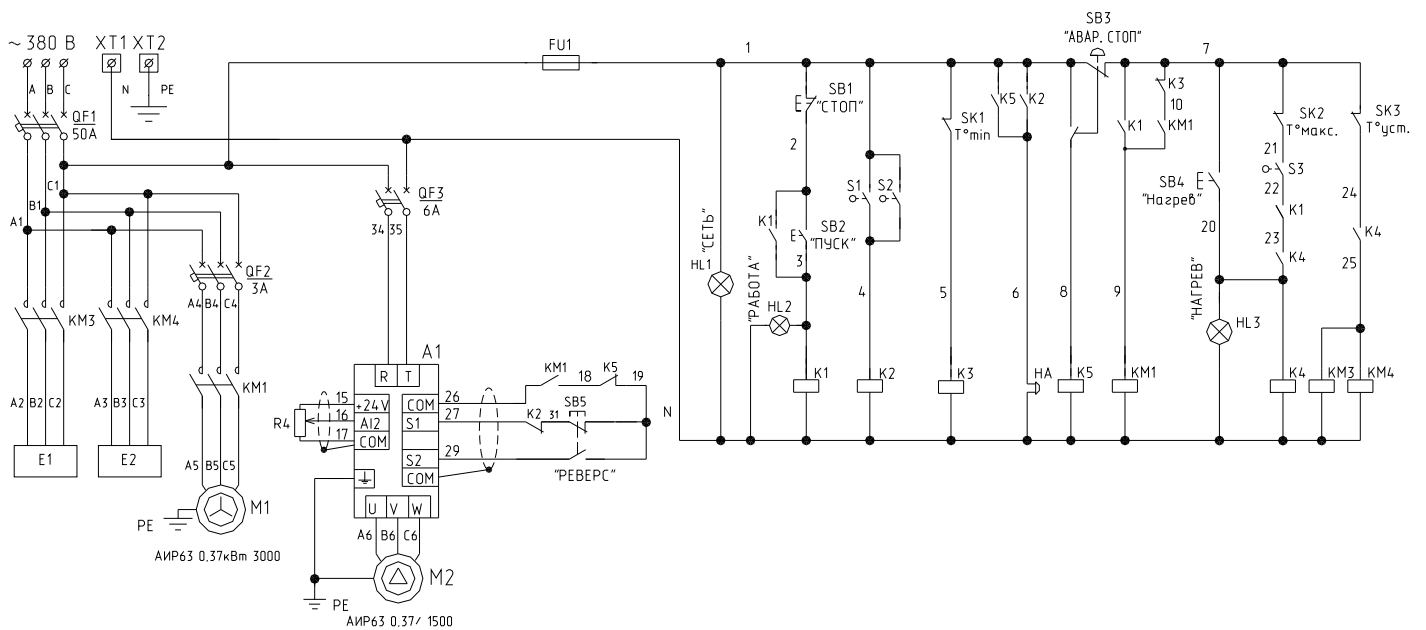 ~ 380 В
XT1 XT2
A B C
N
PE
QF1
50A
FU1
1
SB3
"АВАР. СТОП"
7
SB1
"СТОП"
K5 K2
K3
10
K1
KM1
SK1
T°min
SK2
T°макс.
SK3
T°уст.
2
21
S3
22
S1 S2
SB4
"Нагрев"
24
C1
B1
A1
QF3
6A
34 35
K1
SB2
"ПУСК"
3
20
K1
23
K4
K4
25
QF2
3A
A4 B4 C4
"СЕТЬ"
HL1
"РАБОТА"
HL2
4
5
6
8
9
"НАГРЕВ"
HL3
KM3
KM4
KM1
A1
R T
K1
K2
K3
HA
K5
KM1
K4
KM3
KM4
A2 B2 C2
A3 B3 C3
R4
15
16
17
+24V
AI2
COM
COM
S1
S2
COM
26
27
29
KM1
18
K5
19
K2
31
SB5
N
"РЕВЕРС"
E1
E2
A5 B5 C5
M1
PE
АИР63 0,37кВт 3000
U V W
A6 B6 C6
M2
PE
АИР63 0,37/ 1500